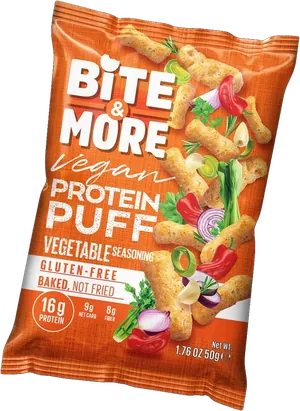 BiTE
&
MORE
Vegan
PROTEIN
PUFF
VEGETABLE SEASONING
GLUTEN-FREE
BAKED, NOT FRIED
16g
PROTEIN
9g
NET CARB
8g
FIBER
Net Wt.
1.76 OZ 50g e